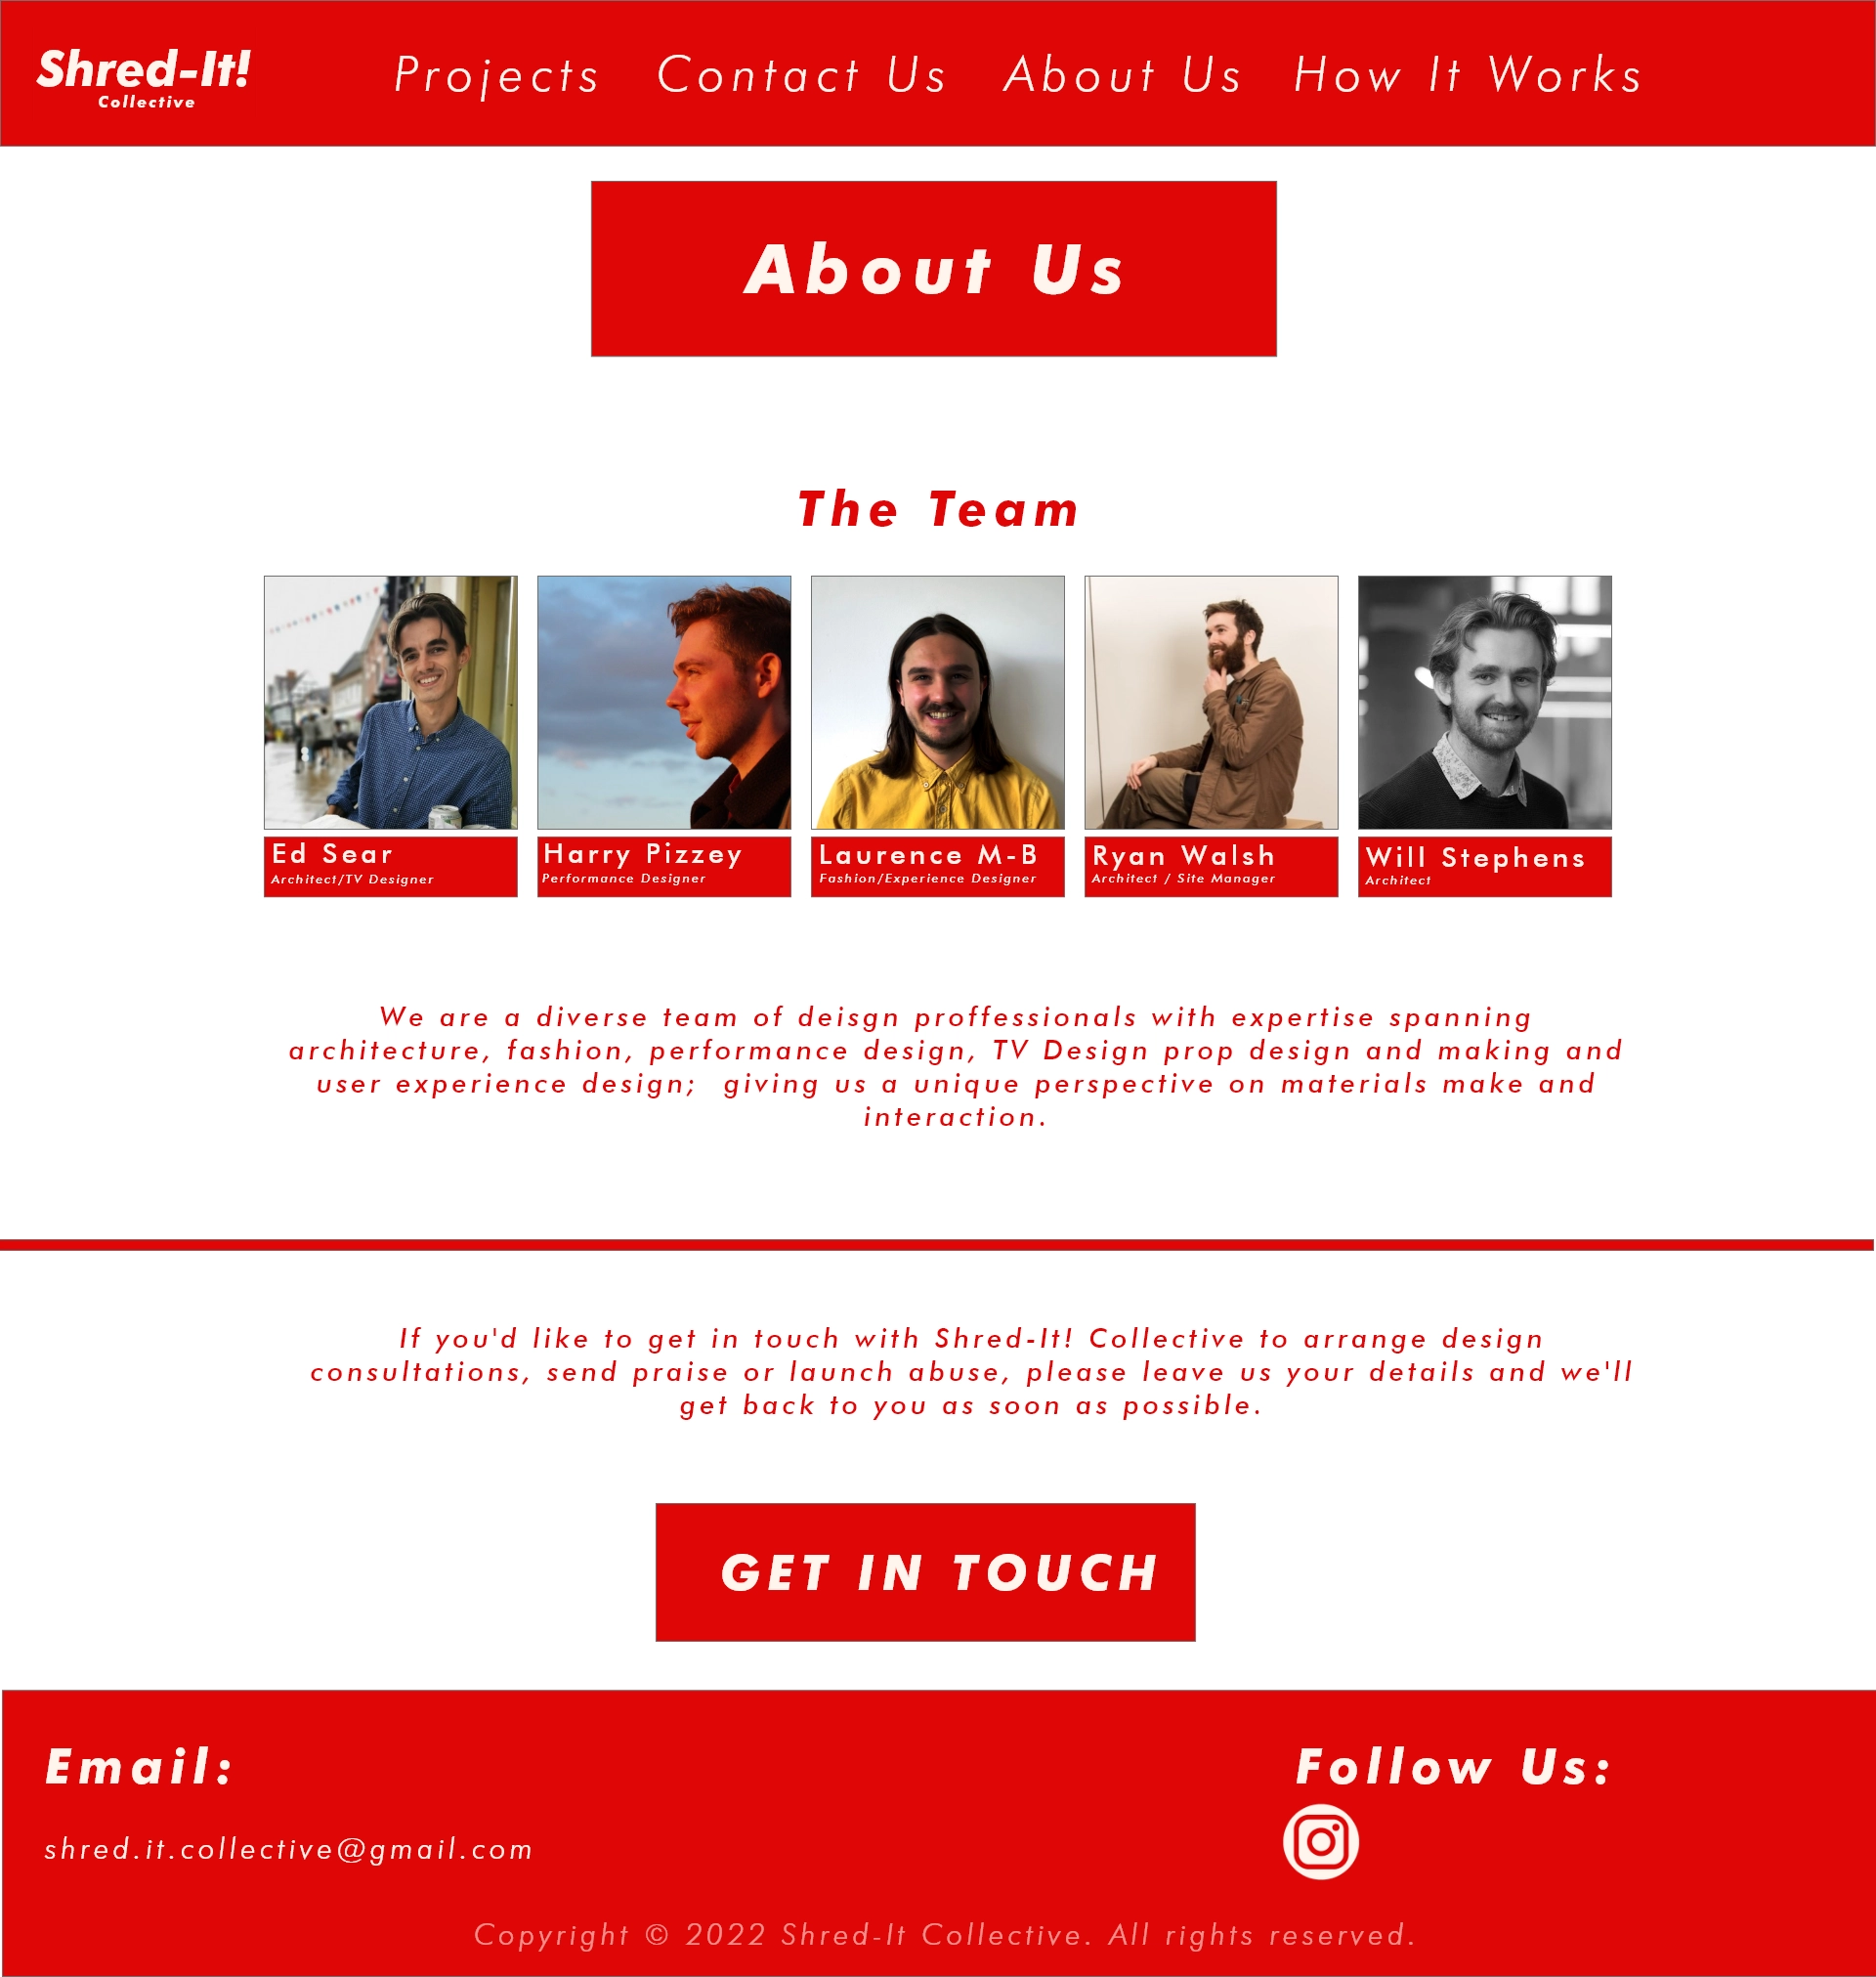 Shred-It!
Collective
Projects Contact Us About Us How It Works
About Us
The Team
Ed Sear
Architect/TV Designer
Harry Pizzey
Performance Designer
Laurence M-B
Fashion/Experience Designer
Ryan Walsh
Architect / Site Manager
Will Stephens
Architect
We are a diverse team of deisgn proffessionals with expertise spanning
architecture, fashion, performance design, TV Design prop design and making and
user experience design;  giving us a unique perspective on materials make and
interaction.
If you'd like to get in touch with Shred-It! Collective to arrange design
consultations, send praise or launch abuse, please leave us your details and we'll
get back to you as soon as possible.
GET IN TOUCH
Email:
shred.it.collective@gmail.com
Follow Us:
Copyright © 2022 Shred-It Collective. All rights reserved.